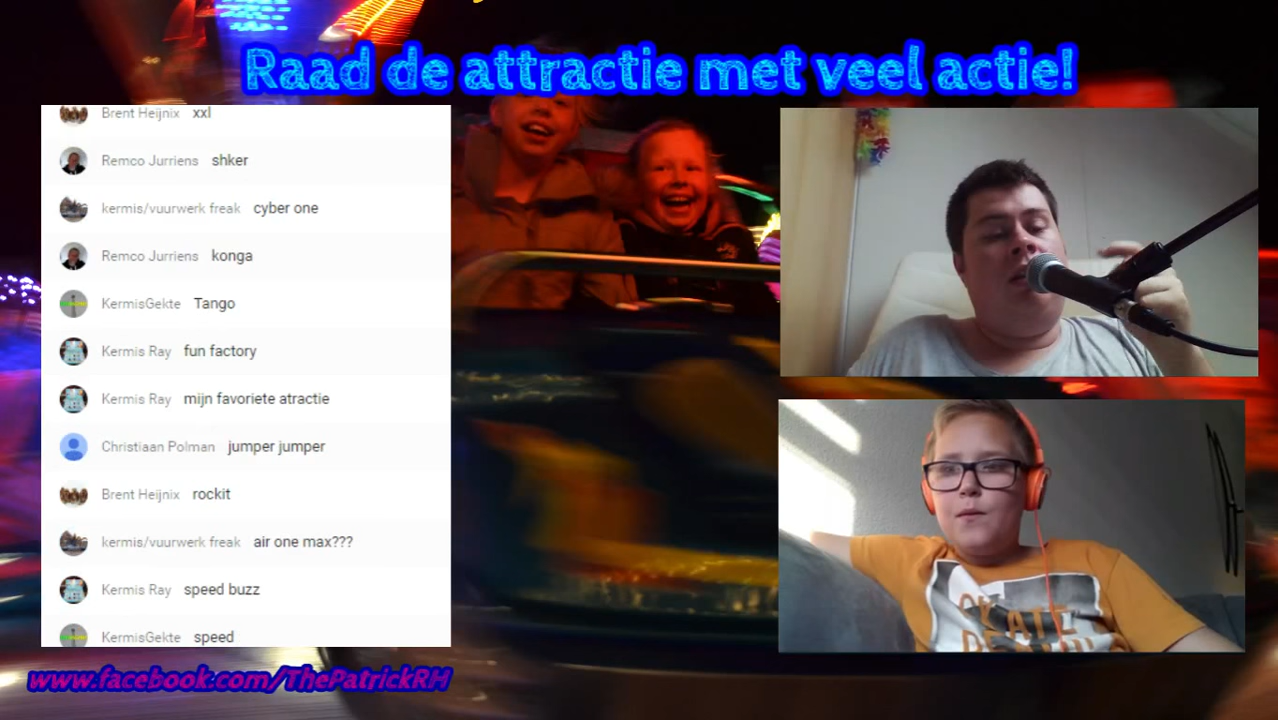 Raad de attractie met veel actie!
Brent Heijnix xxl
Remco Jurriens shker
kermis/vuurwerk freak cyber one
Remco Jurriens konga
KermisGekte Tango
Kermis Ray fun factory
Kermis Ray mijn favoriete atractie
Christiaan Polman jumper jumper
Brent Heijnix rockit
kermis/vuurwerk freak air one max???
Kermis Ray speed buzz
KermisGekte speed
www.facebook.com/ThePatrickRH